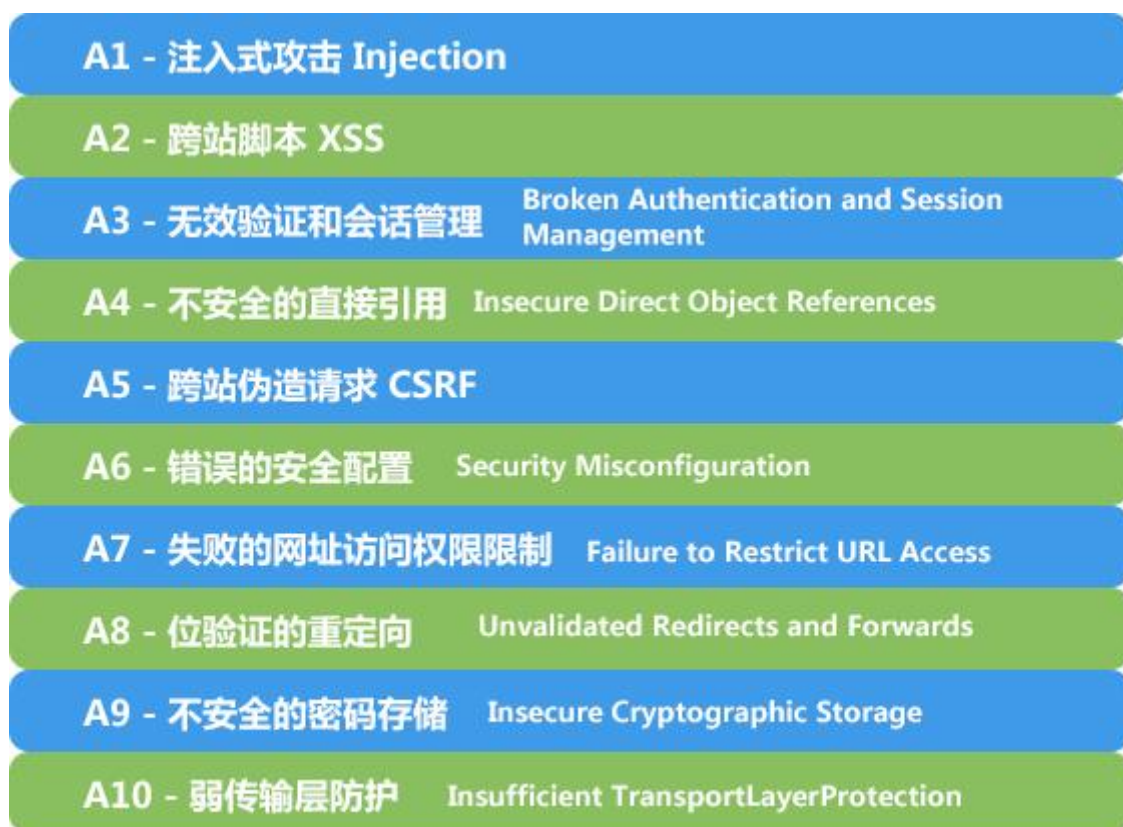 A1 - 注入式攻击 Injection
A2 - 跨站脚本 XSS
A3 - 无效验证和会话管理 Broken Authentication and Session
Management
A4 - 不安全的直接引用 Insecure Direct Object References
A5 - 跨站伪造请求 CSRF
A6 - 错误的安全配置 Security Misconfiguration
A7 - 失败的网址访问权限限制 Failure to Restrict URL Access
A8 - 位验证的重定向 Unvalidated Redirects and Forwards
A9 - 不安全的密码存储 Insecure Cryptographic Storage
A10 - 弱传输层防护 Insufficient TransportLayerProtection